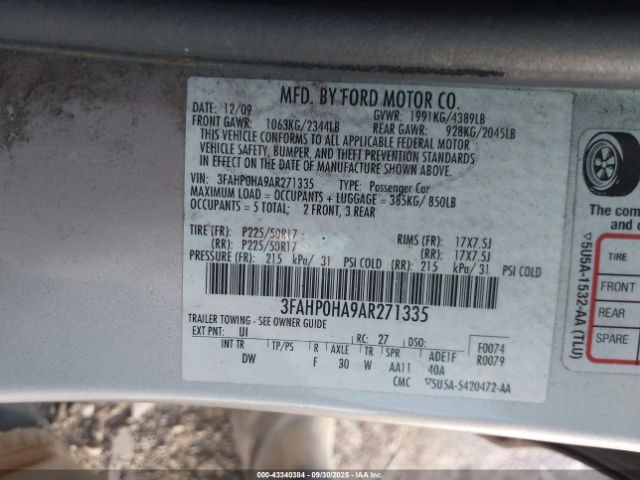 MFD. BY FORD MOTOR CO.
DATE: 12/09 GVWR: 1991KG/4389LB
FRONT GAWR: 1063KG/2344LB REAR GAWR: 928KG/2045LB
THIS VEHICLE CONFORMS TO ALL APPLICABLE FEDERAL MOTOR
VEHICLE SAFETY, BUMPER, AND THEFT PREVENTION STANDARDS
IN EFFECT ON THE DATE OF MANUFACTURE SHOWN ABOVE.
VIN: 3FAHP0HA9AR271335 TYPE: Passenger Car
MAXIMUM LOAD = OCCUPANTS + LUGGAGE = 385KG/850LB
OCCUPANTS = 5 TOTAL; 2 FRONT, 3 REAR
TIRE (FR): P225/50R17 RIMS (FR): 17X7.5J
(RR): P225/50R17 (RR): 17X7.5J
PRESSURE (FR): 215 kPa/ 31 PSI COLD (RR): 215 kPa/ 31 PSI COLD
3FAHP0HA9AR271335
TRAILER TOWING - SEE OWNER GUIDE
EXT PNT: UI RC: 27 DSO: F0074
INT TR TP/PS R AXLE TR SPR ADE1F R0079
DW F 30 W AA11 40A
CMC ▽5U5A-5420472-AA
The com
and c
▽5U5A-1532-AA (TLU)
TIRE
FRONT
REAR
SPARE
000-43340384 | 09/30/2025 | IAA Inc.